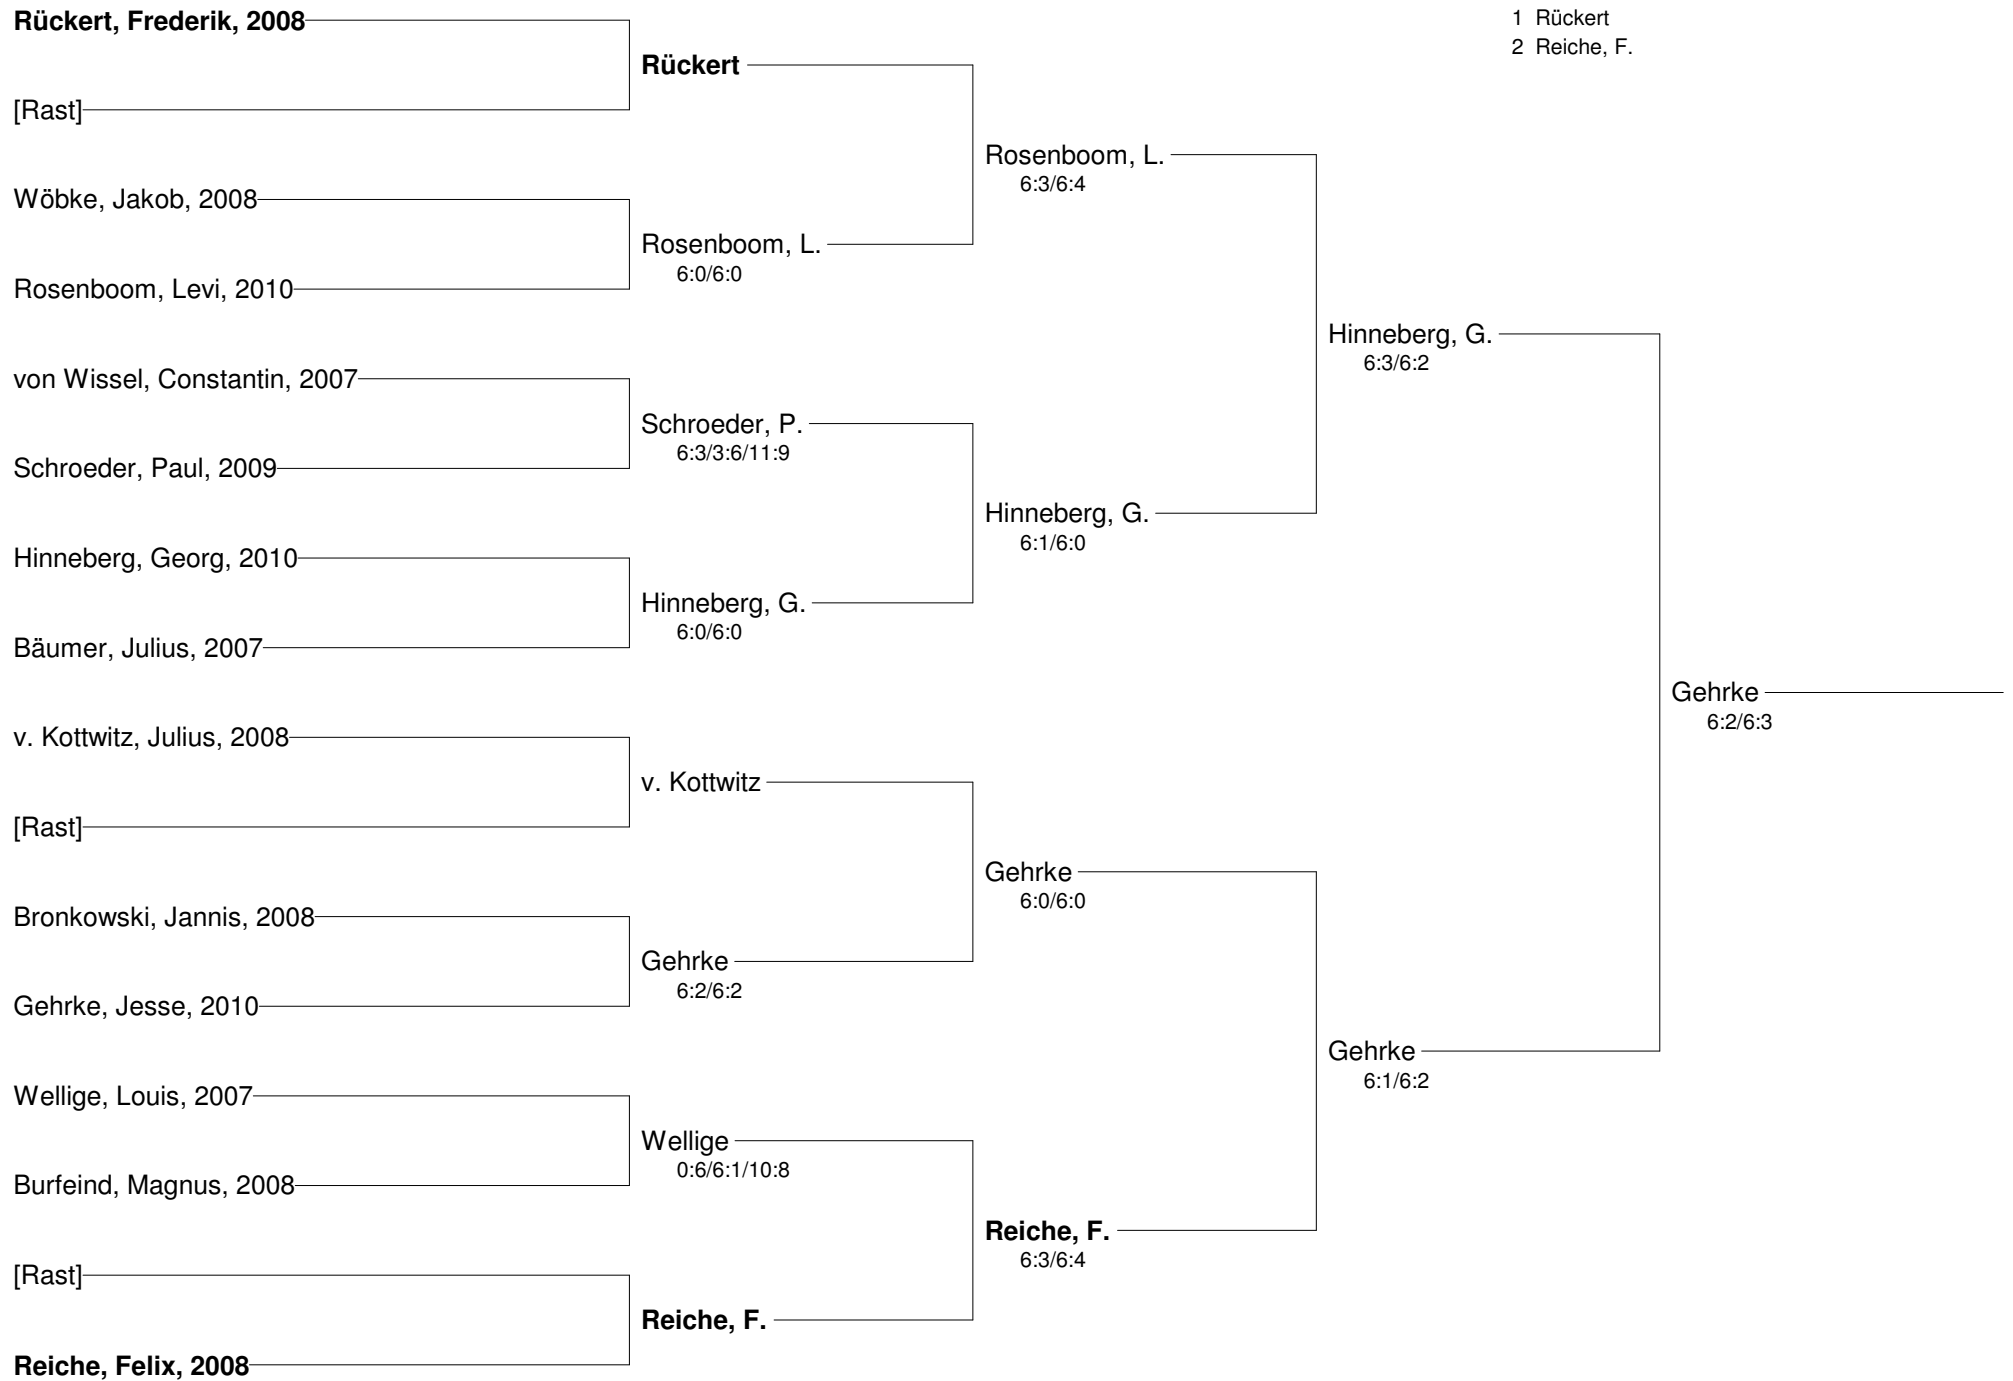 Rückert, Frederik, 2008
[Rast]
Wöbke, Jakob, 2008
Rosenboom, Levi, 2010
von Wissel, Constantin, 2007
Schroeder, Paul, 2009
Hinneberg, Georg, 2010
Bäumer, Julius, 2007
v. Kottwitz, Julius, 2008
[Rast]
Bronkowski, Jannis, 2008
Gehrke, Jesse, 2010
Wellige, Louis, 2007
Burfeind, Magnus, 2008
[Rast]
Reiche, Felix, 2008
Rückert
Rosenboom, L.
6:0/6:0
Schroeder, P.
6:3/3:6/11:9
Hinneberg, G.
6:0/6:0
v. Kottwitz
Gehrke
6:2/6:2
Wellige
0:6/6:1/10:8
Reiche, F.
Rosenboom, L.
6:3/6:4
Hinneberg, G.
6:1/6:0
Gehrke
6:0/6:0
Reiche, F.
6:3/6:4
Hinneberg, G.
6:3/6:2
Gehrke
6:1/6:2
Gehrke
6:2/6:3
1 Rückert
2 Reiche, F.